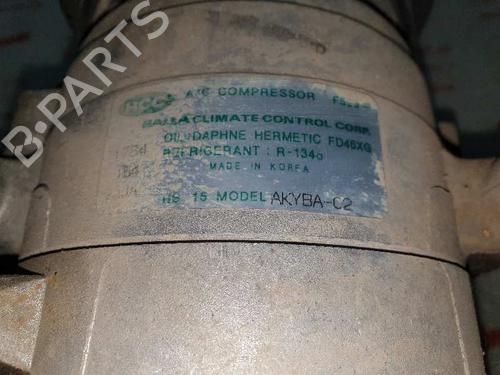 B PARTS
HCC A/C COMPRESSOR
HALLA CLIMATE CONTROL CORP.
OIL:DAPHNE HERMETIC FD46XG
REFRIGERANT : R-134a
MADE IN KOREA
HS 15 MODEL AKYBA-C2